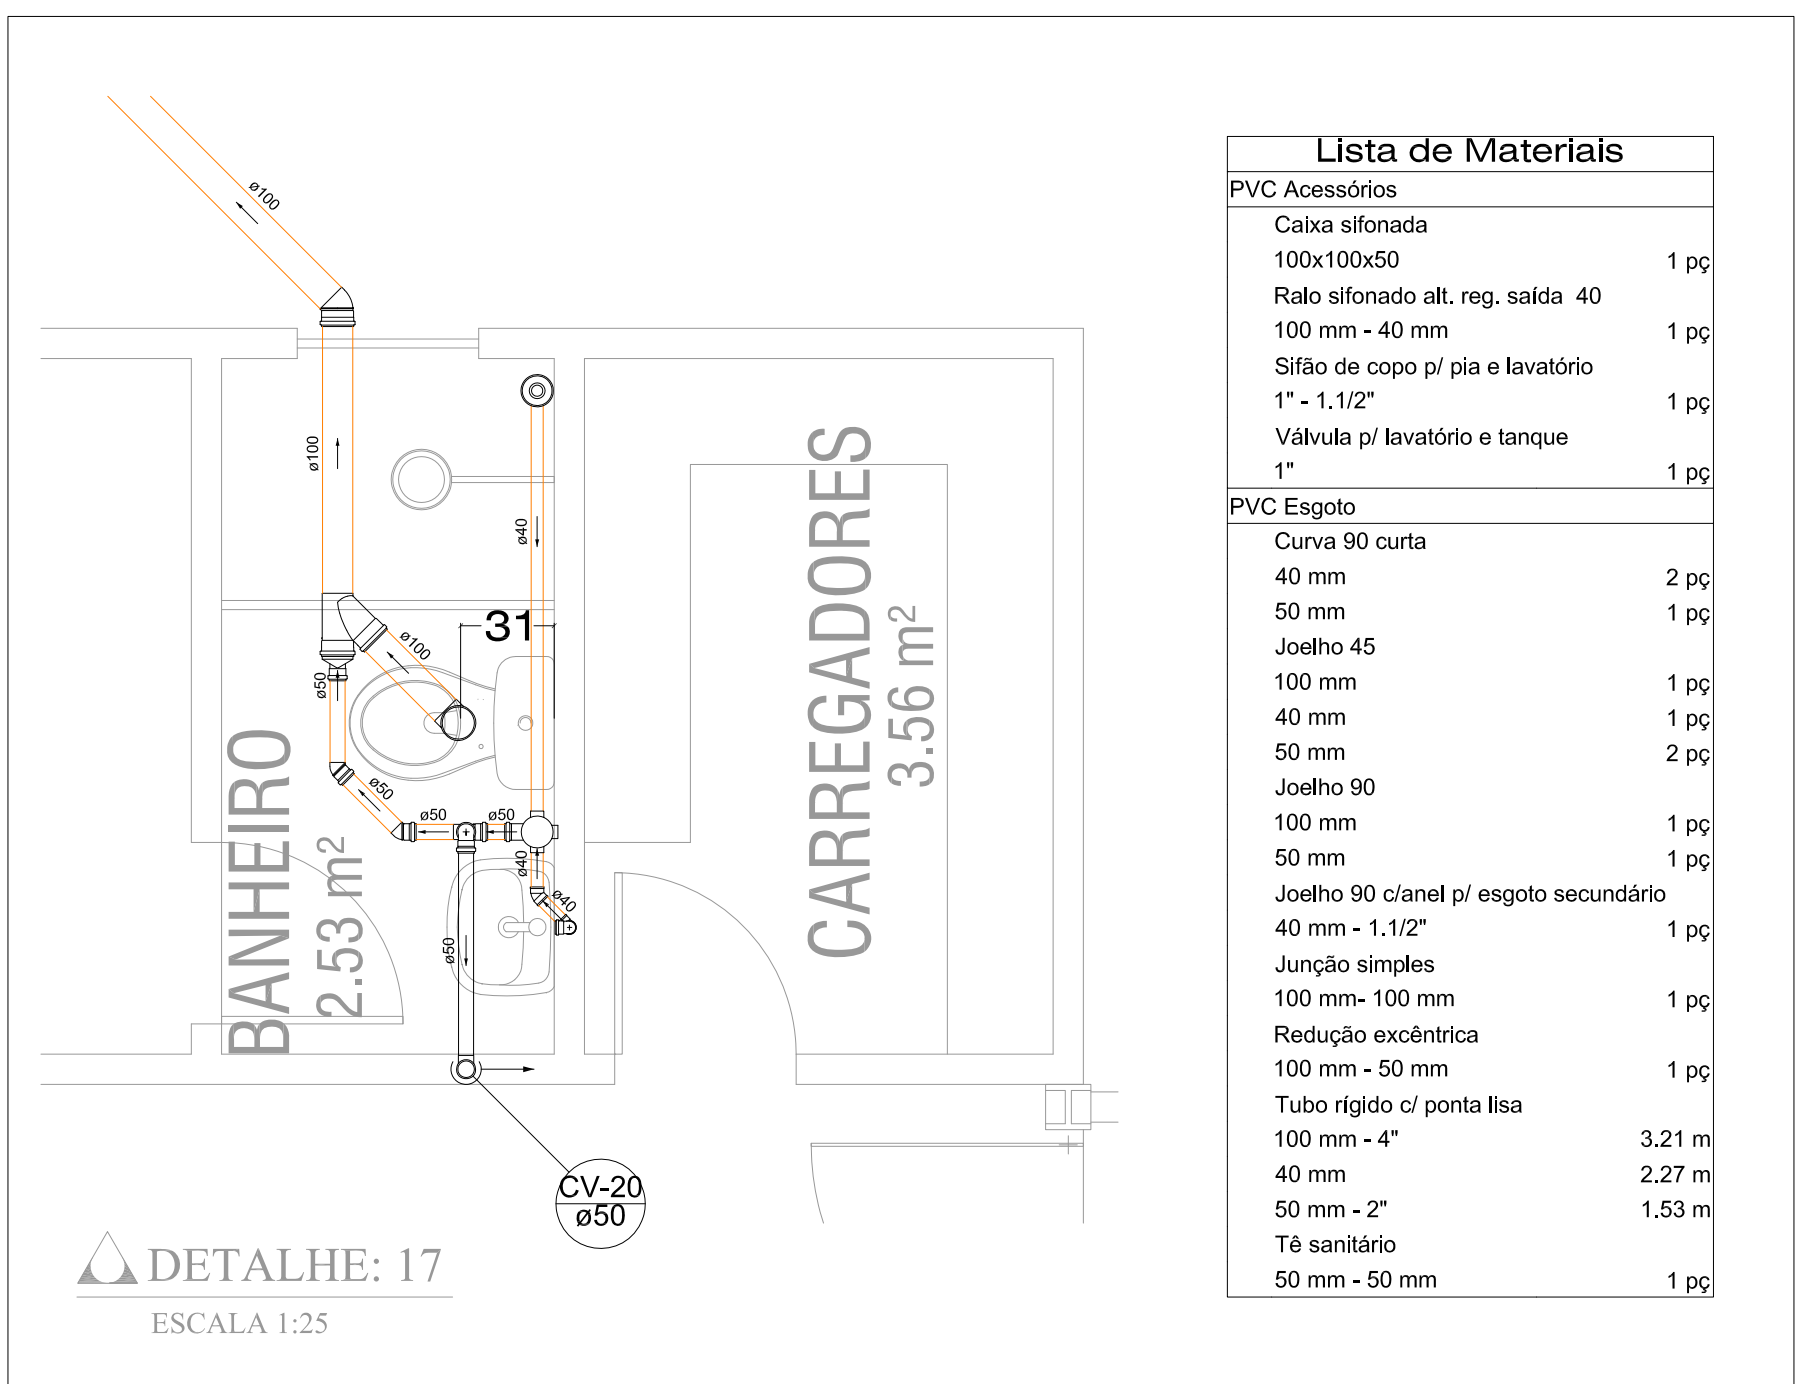 ø100
ø100
ø40
31
ø100
ø50
ø50
ø50
ø50
ø40
ø40
ø50
BANHEIRO
2.53 m²
CARREGADORES
3.56 m²
CV-20
ø50
DETALHE: 17
ESCALA 1:25
Lista de Materiais
PVC Acessórios
Caixa sifonada
100x100x50 1 pç
Ralo sifonado alt. reg. saída 40
100 mm - 40 mm 1 pç
Sifão de copo p/ pia e lavatório
1" - 1.1/2" 1 pç
Válvula p/ lavatório e tanque
1" 1 pç
PVC Esgoto
Curva 90 curta
40 mm 2 pç
50 mm 1 pç
Joelho 45
100 mm 1 pç
40 mm 1 pç
50 mm 2 pç
Joelho 90
100 mm 1 pç
50 mm 1 pç
Joelho 90 c/anel p/ esgoto secundário
40 mm - 1.1/2" 1 pç
Junção simples
100 mm- 100 mm 1 pç
Redução excêntrica
100 mm - 50 mm 1 pç
Tubo rígido c/ ponta lisa
100 mm - 4" 3.21 m
40 mm 2.27 m
50 mm - 2" 1.53 m
Tê sanitário
50 mm - 50 mm 1 pç